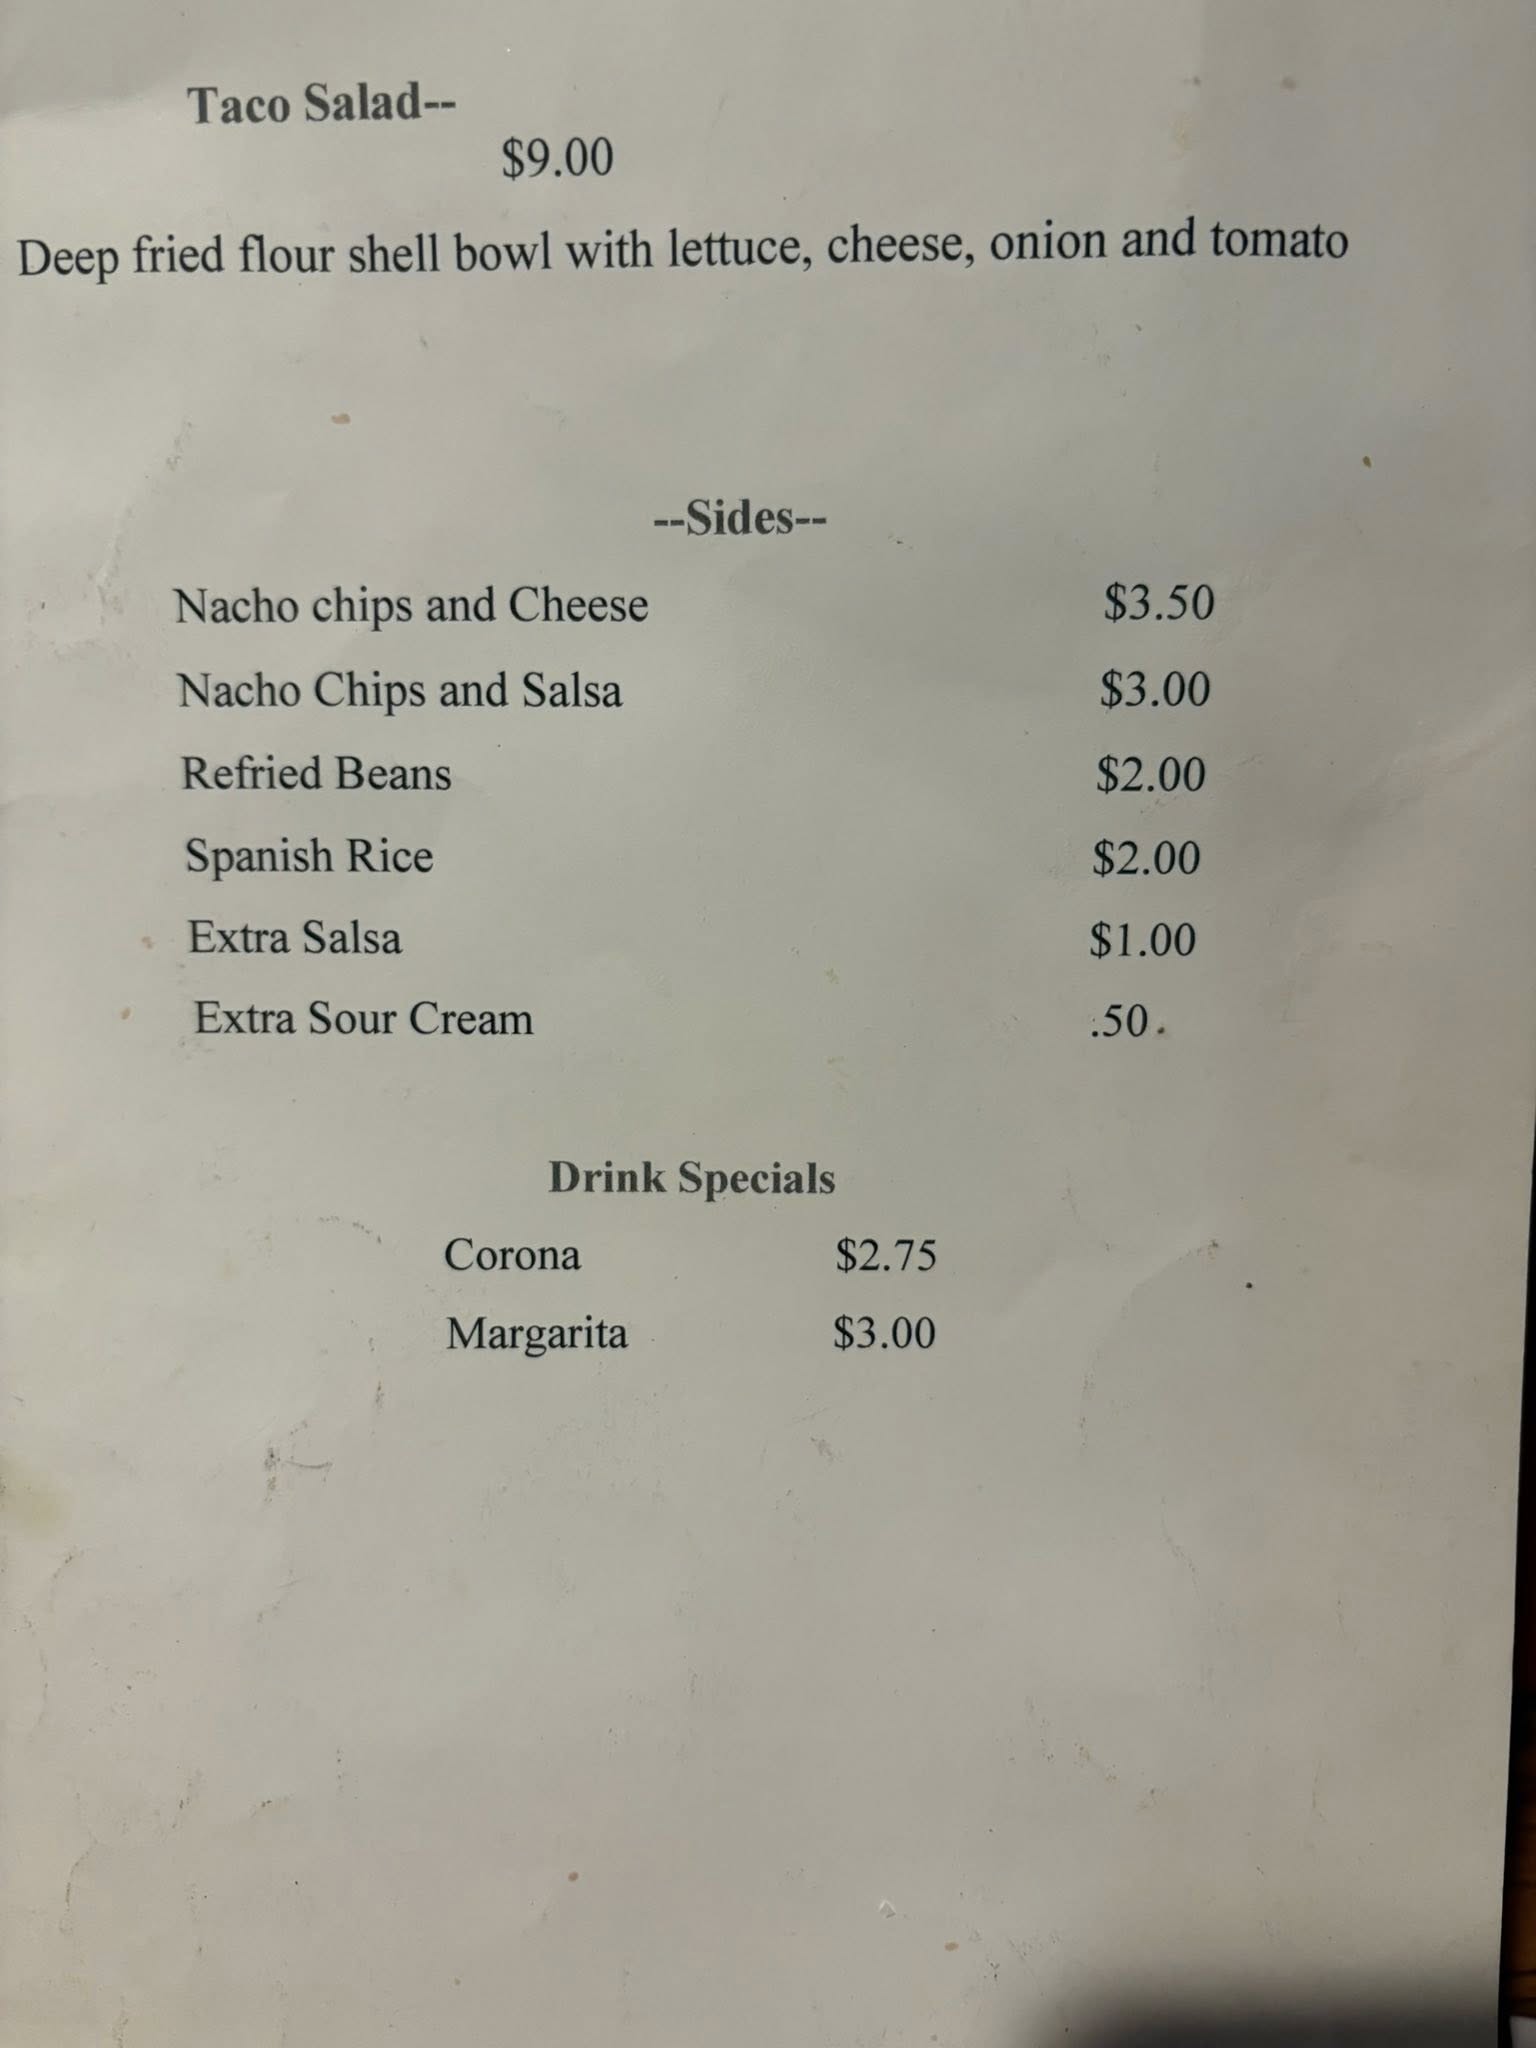 Taco Salad--
$9.00
Deep fried flour shell bowl with lettuce, cheese, onion and tomato
--Sides--
Nacho chips and Cheese $3.50
Nacho Chips and Salsa $3.00
Refried Beans $2.00
Spanish Rice $2.00
Extra Salsa $1.00
Extra Sour Cream .50
Drink Specials
Corona $2.75
Margarita $3.00